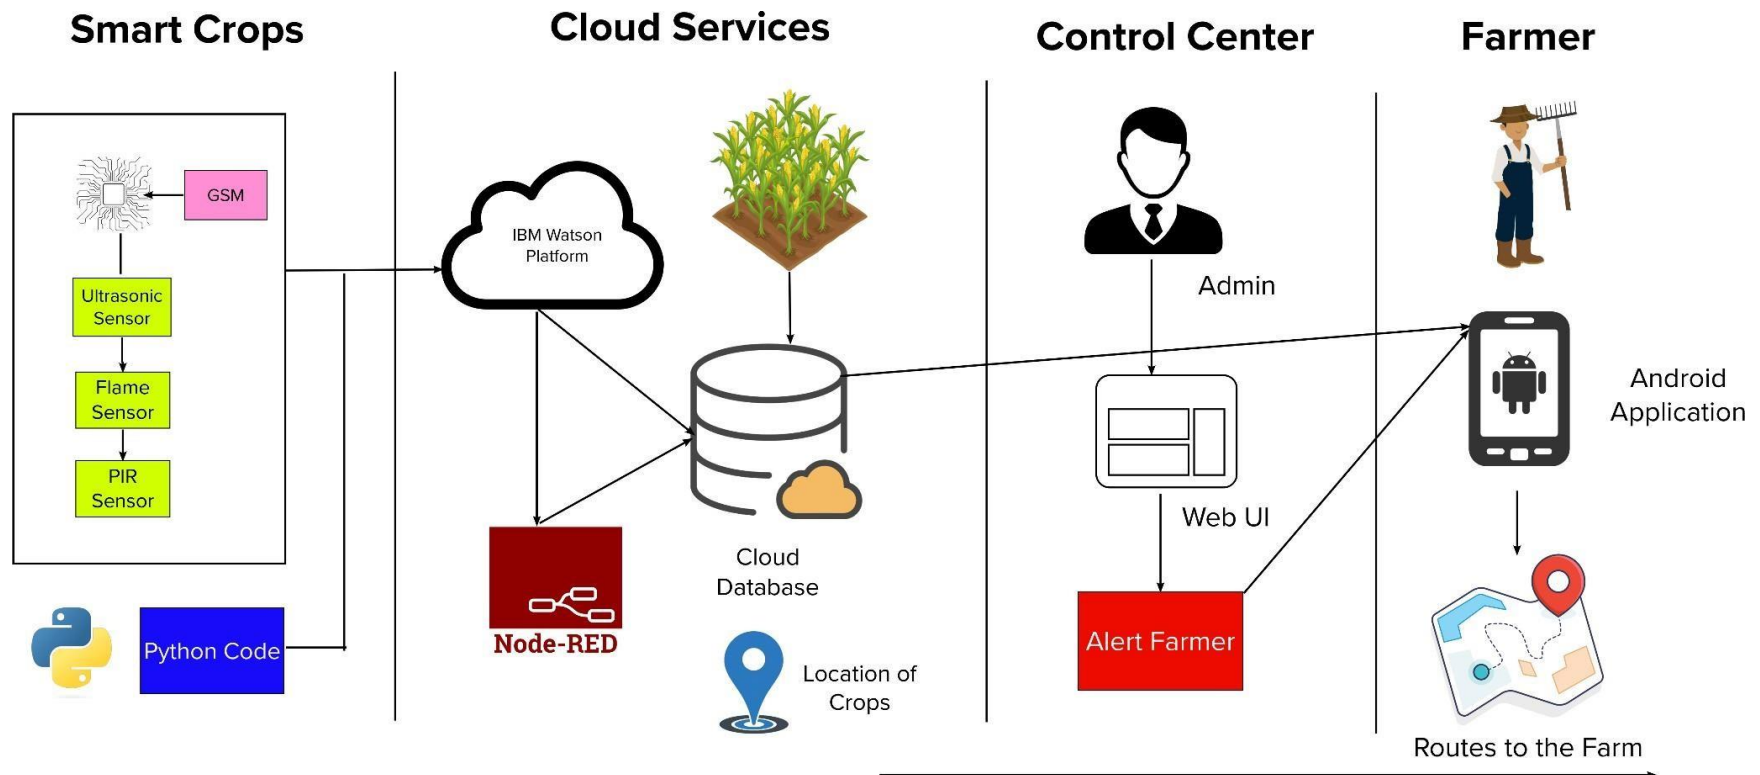 Smart Crops
Cloud Services
Control Center
Farmer
GSM
Ultrasonic
Sensor
Flame
Sensor
PIR
Sensor
Python Code
IBM Watson
Platform
Node-RED
Cloud
Database
Location of
Crops
Admin
Web UI
Alert Farmer
Android
Application
Routes to the Farm